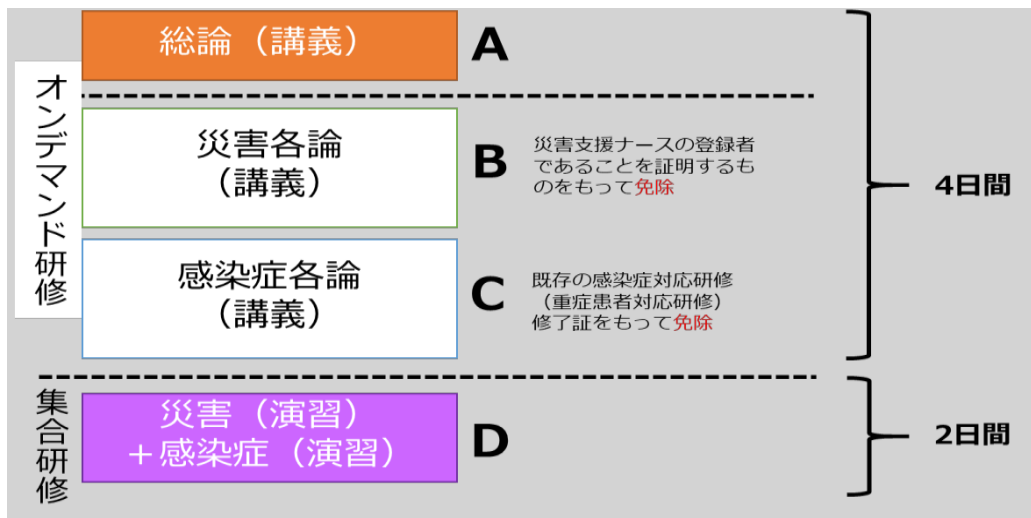 オンデマンド研修
総論（講義）
A
災害各論
（講義）
B
災害支援ナースの登録者
であることを証明するも
のをもって免除
感染症各論
（講義）
C
既存の感染症対応研修
（重症患者対応研修）
修了証をもって免除
4日間
集合研修
災害（演習）
＋感染症（演習）
D
2日間